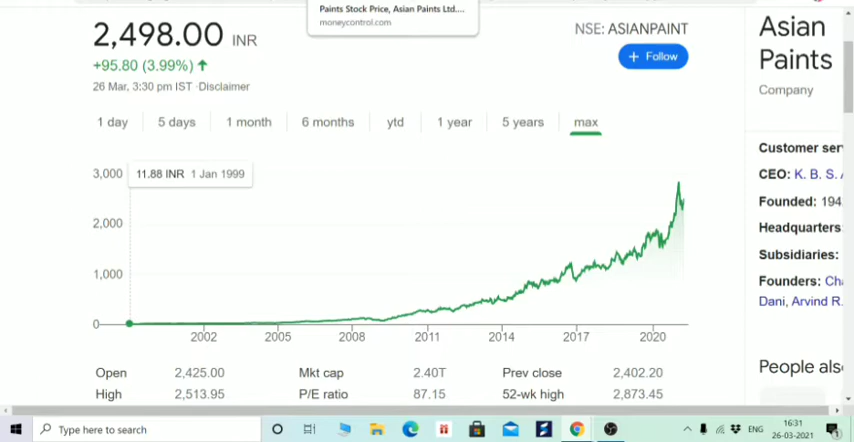 Paints Stock Price, Asian Paints Ltd....
moneycontrol.com
2,498.00 INR
+95.80 (3.99%)
26 Mar, 3:30 pm IST · Disclaimer
NSE: ASIANPAINT
+ Follow
1 day 5 days 1 month 6 months ytd 1 year 5 years max
3,000
11.88 INR 1 Jan 1999
2,000
1,000
0
2002 2005 2008 2011 2014 2017 2020
Open 2,425.00 Mkt cap 2.40T Prev close 2,402.20
High 2,513.95 P/E ratio 87.15 52-wk high 2,873.45
Asian
Paints
Company
Customer
CEO: K. B. S.
Founded:
Headquarters
Subsidiaries:
Founders:
Dani, Arvind R.
People
Type here to search
ENG
16:31
26-03-2021